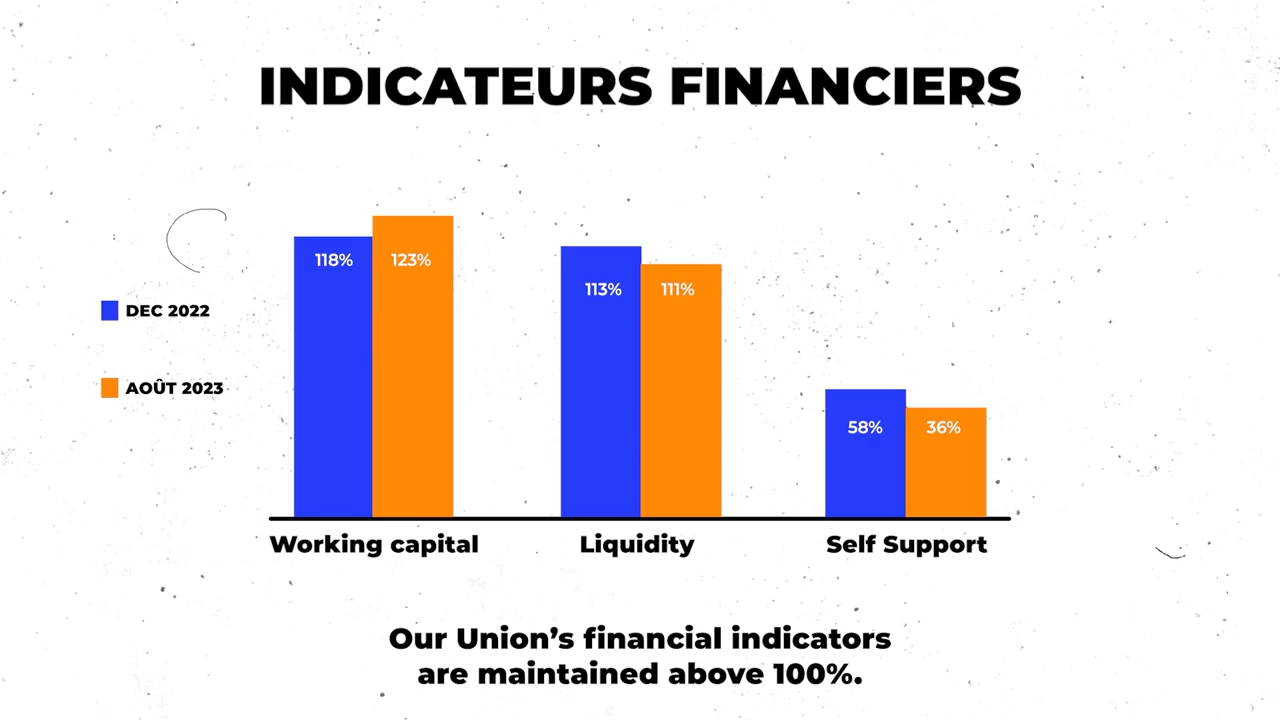 INDICATEURS FINANCIERS
118%
123%
113%
111%
58%
36%
DEC 2022
AOÛT 2023
Working capital
Liquidity
Self Support
Our Union’s financial indicators
are maintained above 100%.